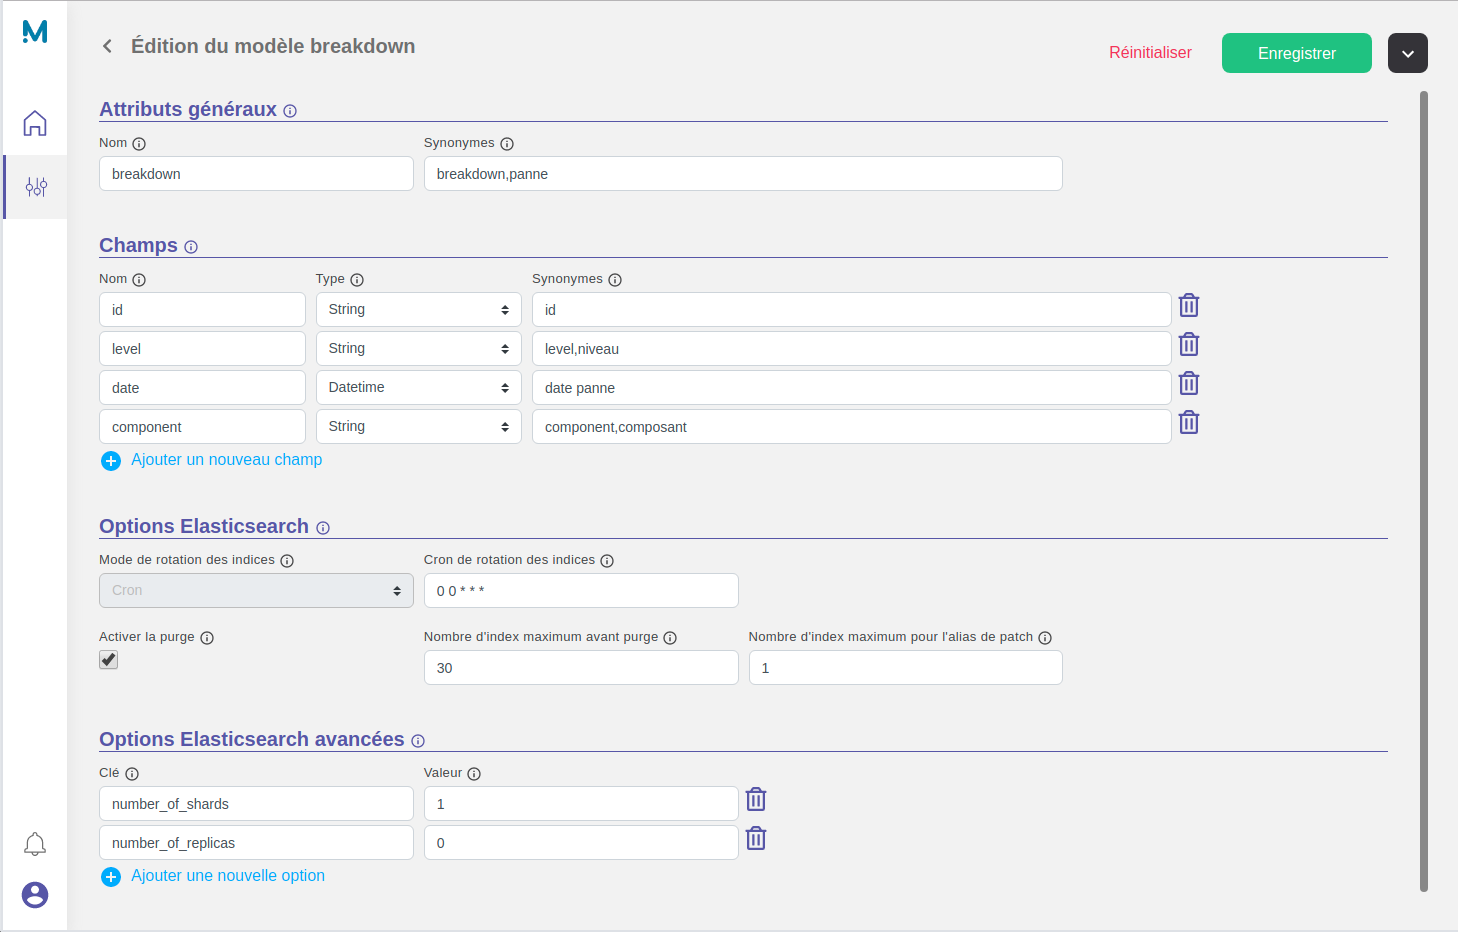 Édition du modèle breakdown
Réinitialiser
Enregistrer
Attributs généraux
Nom
Synonymes
breakdown
breakdown,panne
Champs
Nom
Type
Synonymes
id
String
id
level
String
level,niveau
date
Datetime
date panne
component
String
component,composant
Ajouter un nouveau champ
Options Elasticsearch
Mode de rotation des indices
Cron de rotation des indices
Cron
0 0 * * *
Activer la purge
Nombre d'index maximum avant purge
Nombre d'index maximum pour l'alias de patch
30
1
Options Elasticsearch avancées
Clé
Valeur
number_of_shards
1
number_of_replicas
0
Ajouter une nouvelle option